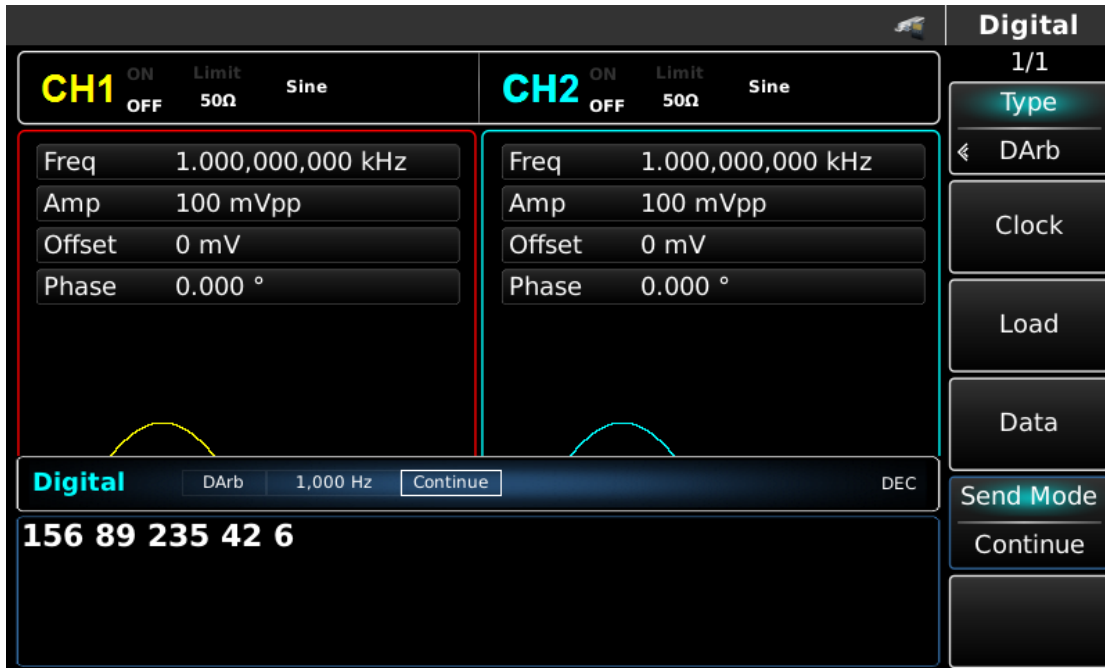 Digital
1/1
CH1 ON OFF Limit 50Ω Sine
CH2 ON OFF Limit 50Ω Sine
Type
DArb
Freq 1.000,000,000 kHz
Amp 100 mVpp
Offset 0 mV
Phase 0.000 °
Freq 1.000,000,000 kHz
Amp 100 mVpp
Offset 0 mV
Phase 0.000 °
Clock
Load
Data
Digital DArb 1,000 Hz Continue DEC
156 89 235 42 6
Send Mode
Continue